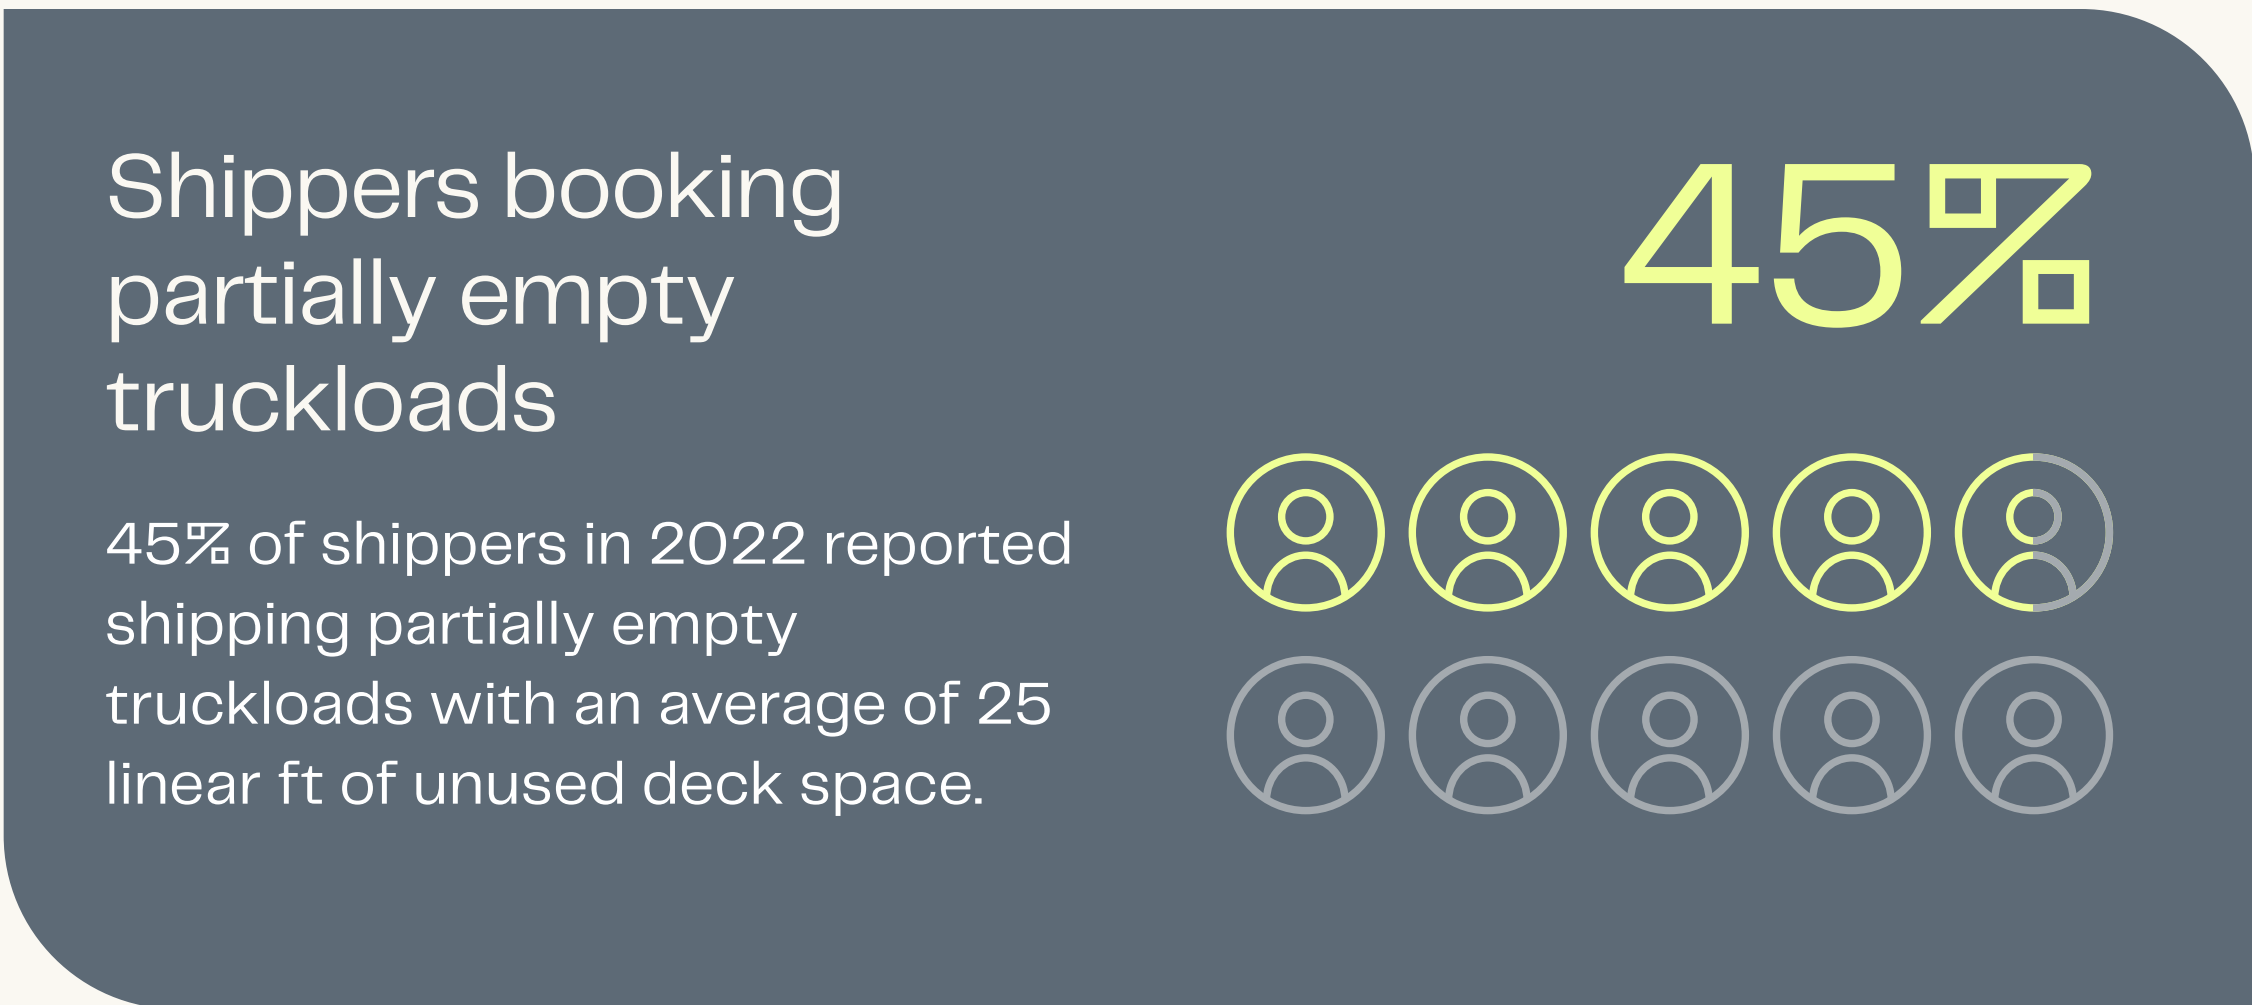 Shippers booking
partially empty
truckloads
45% of shippers in 2022 reported
shipping partially empty
truckloads with an average of 25
linear ft of unused deck space.
45%